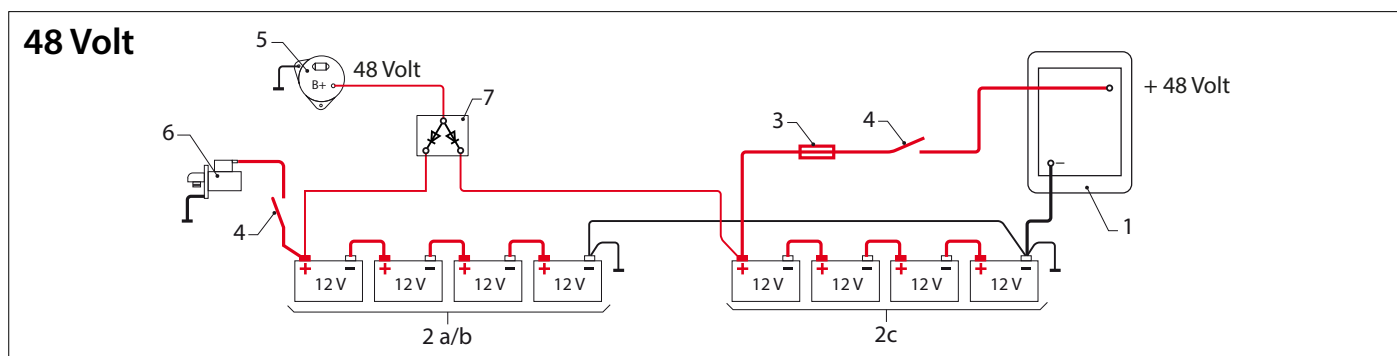 48 Volt
5
48 Volt
B+
7
+ 48 Volt
6
3
4
4
–
1
+ – + – + – + –
12 V 12 V 12 V 12 V
+ – + – + – + –
12 V 12 V 12 V 12 V
2 a/b
2c